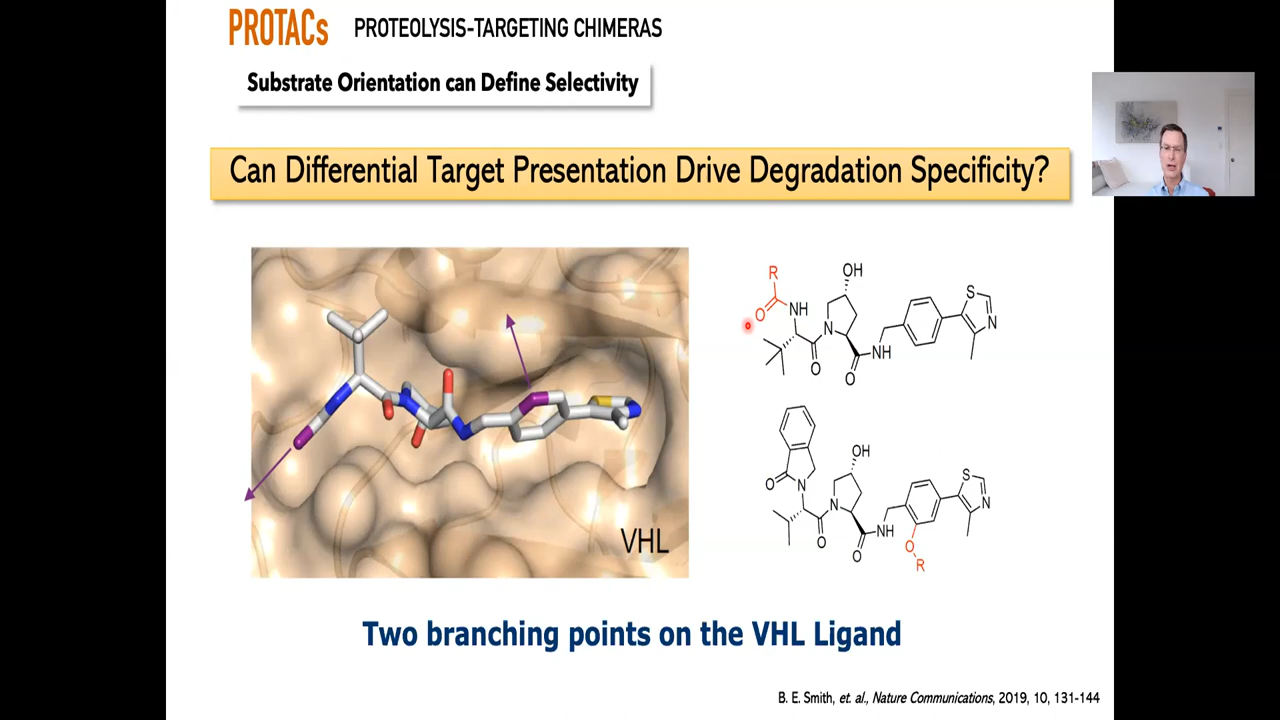 PROTACs PROTEOLYSIS-TARGETING CHIMERAS
Substrate Orientation can Define Selectivity
Can Differential Target Presentation Drive Degradation Specificity?
R
OH
O
NH
S
N
N
O
NH
O
OH
S
O
N
N
N
O
NH
O
O
R
VHL
Two branching points on the VHL Ligand
B. E. Smith, et. al., Nature Communications, 2019, 10, 131-144